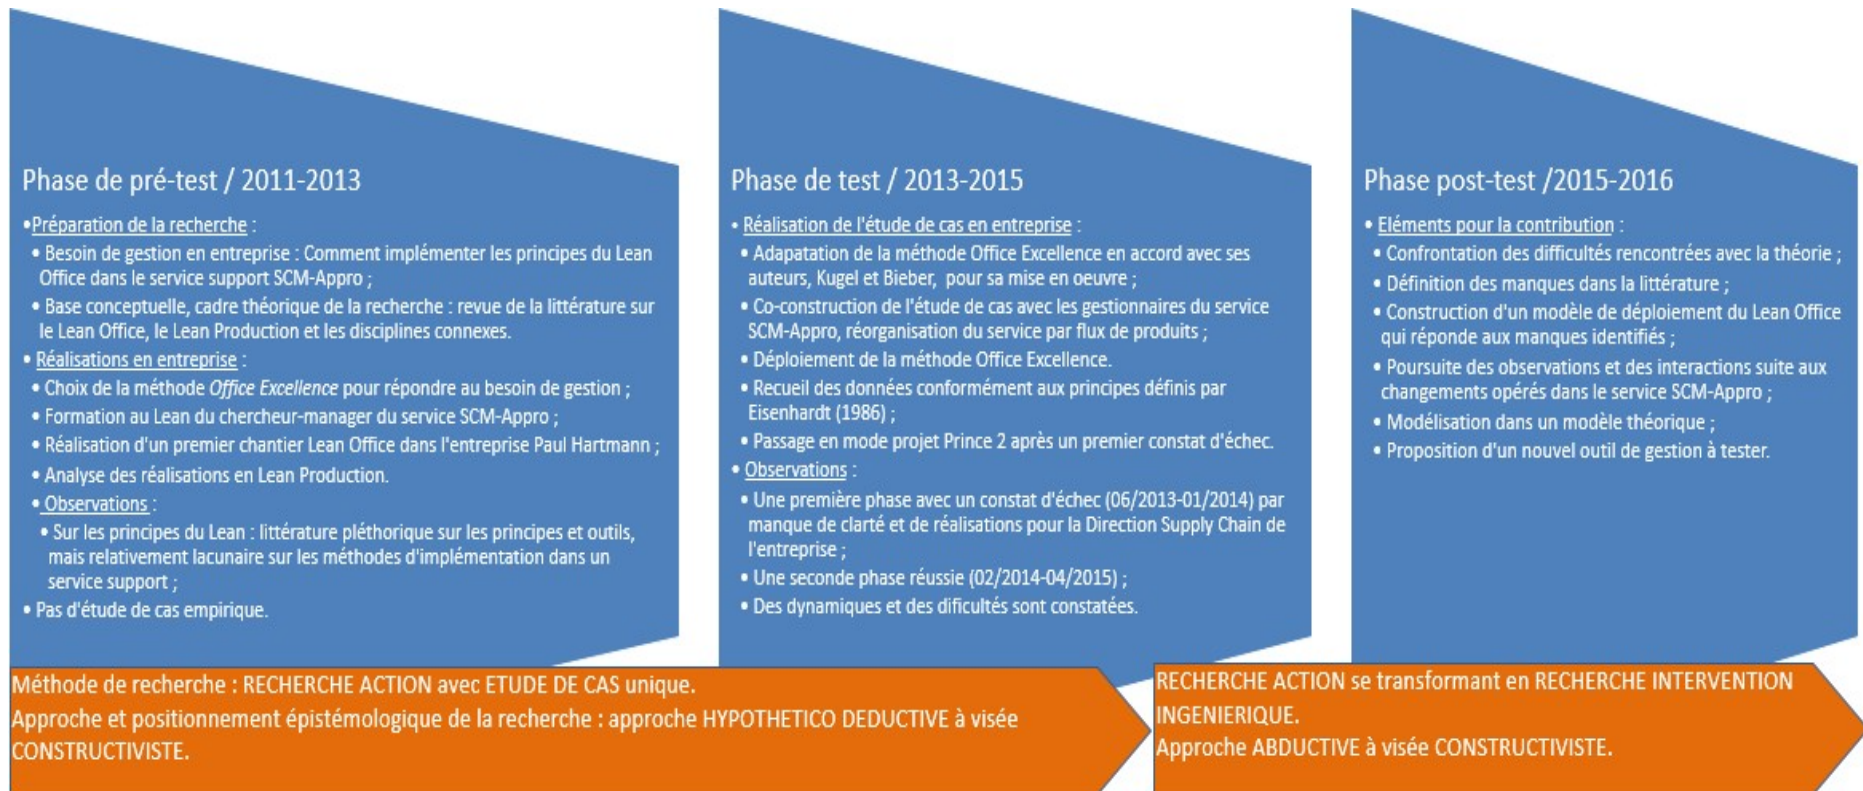 Phase de pré-test / 2011-2013
•Préparation de la recherche :
• Besoin de gestion en entreprise : Comment implémenter les principes du Lean
Office dans le service support SCM-Appro ;
• Base conceptuelle, cadre théorique de la recherche : revue de la littérature sur
le Lean Office, le Lean Production et les disciplines connexes.
• Réalisations en entreprise :
• Choix de la méthode Office Excellence pour répondre au besoin de gestion ;
• Formation au Lean du chercheur-manager du service SCM-Appro ;
• Réalisation d'un premier chantier Lean Office dans l'entreprise Paul Hartmann ;
• Analyse des réalisations en Lean Production.
• Observations :
• Sur les principes du Lean : littérature pléthorique sur les principes et outils,
mais relativement lacunaire sur les méthodes d'implémentation dans un
service support ;
• Pas d'étude de cas empirique.
Phase de test / 2013-2015
• Réalisation de l'étude de cas en entreprise :
• Adapatation de la méthode Office Excellence en accord avec ses
auteurs, Kugel et Bieber, pour sa mise en oeuvre ;
• Co-construction de l'étude de cas avec les gestionnaires du service
SCM-Appro, réorganisation du service par flux de produits ;
• Déploiement de la méthode Office Excellence.
• Recueil des données conformément aux principes définis par
Eisenhardt (1986) ;
• Passage en mode projet Prince 2 après un premier constat d'échec.
• Observations :
• Une première phase avec un constat d'échec (06/2013-01/2014) par
manque de clarté et de réalisations pour la Direction Supply Chain de
l'entreprise ;
• Une seconde phase réussie (02/2014-04/2015) ;
• Des dynamiques et des dificultés sont constatées.
Phase post-test /2015-2016
• Eléments pour la contribution :
• Confrontation des difficultés rencontrées avec la théorie ;
• Définition des manques dans la littérature ;
• Construction d'un modèle de déploiement du Lean Office
qui réponde aux manques identifiés ;
• Poursuite des observations et des interactions suite aux
changements opérés dans le service SCM-Appro ;
• Modélisation dans un modèle théorique ;
• Proposition d'un nouvel outil de gestion à tester.
Méthode de recherche : RECHERCHE ACTION avec ETUDE DE CAS unique.
Approche et positionnement épistémologique de la recherche : approche HYPOTHETICO DEDUCTIVE à visée
CONSTRUCTIVISTE.
RECHERCHE ACTION se transformant en RECHERCHE INTERVENTION
INGENIERIQUE.
Approche ABDUCTIVE à visée CONSTRUCTIVISTE.